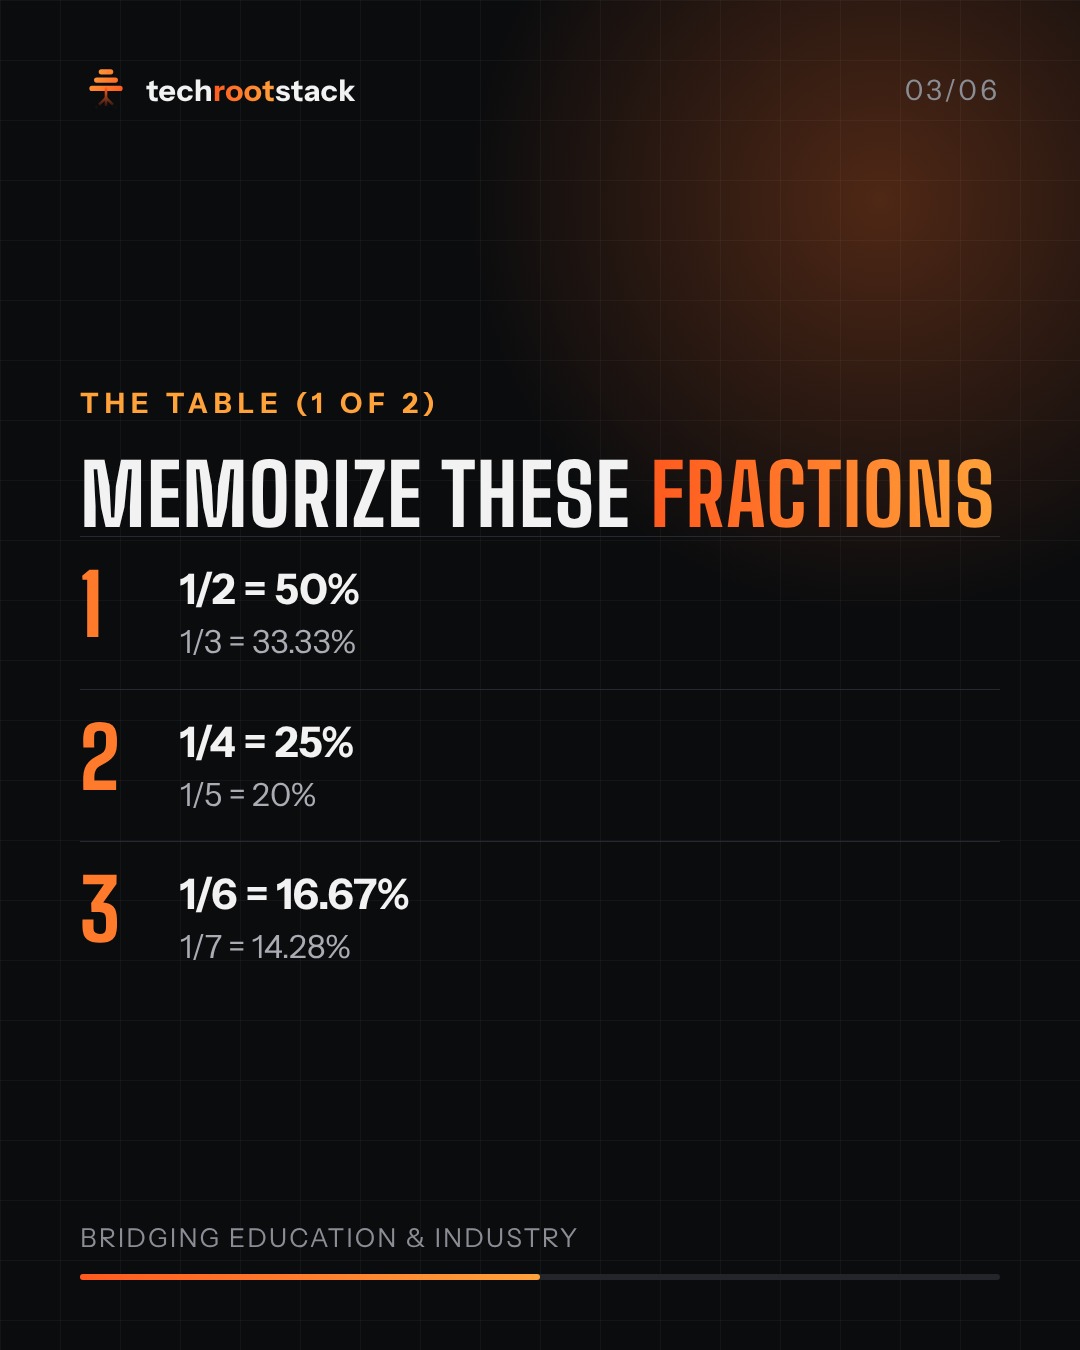 techrootstack
03/06
THE TABLE (1 OF 2)
MEMORIZE THESE FRACTIONS
1
1/2 = 50%
1/3 = 33.33%
2
1/4 = 25%
1/5 = 20%
3
1/6 = 16.67%
1/7 = 14.28%
BRIDGING EDUCATION & INDUSTRY